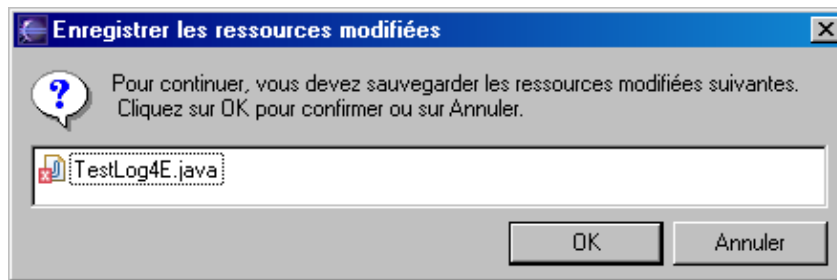 Enregistrer les ressources modifiées
Pour continuer, vous devez sauvegarder les ressources modifiées suivantes.
Cliquez sur OK pour confirmer ou sur Annuler.
TestLog4E.java
OK
Annuler